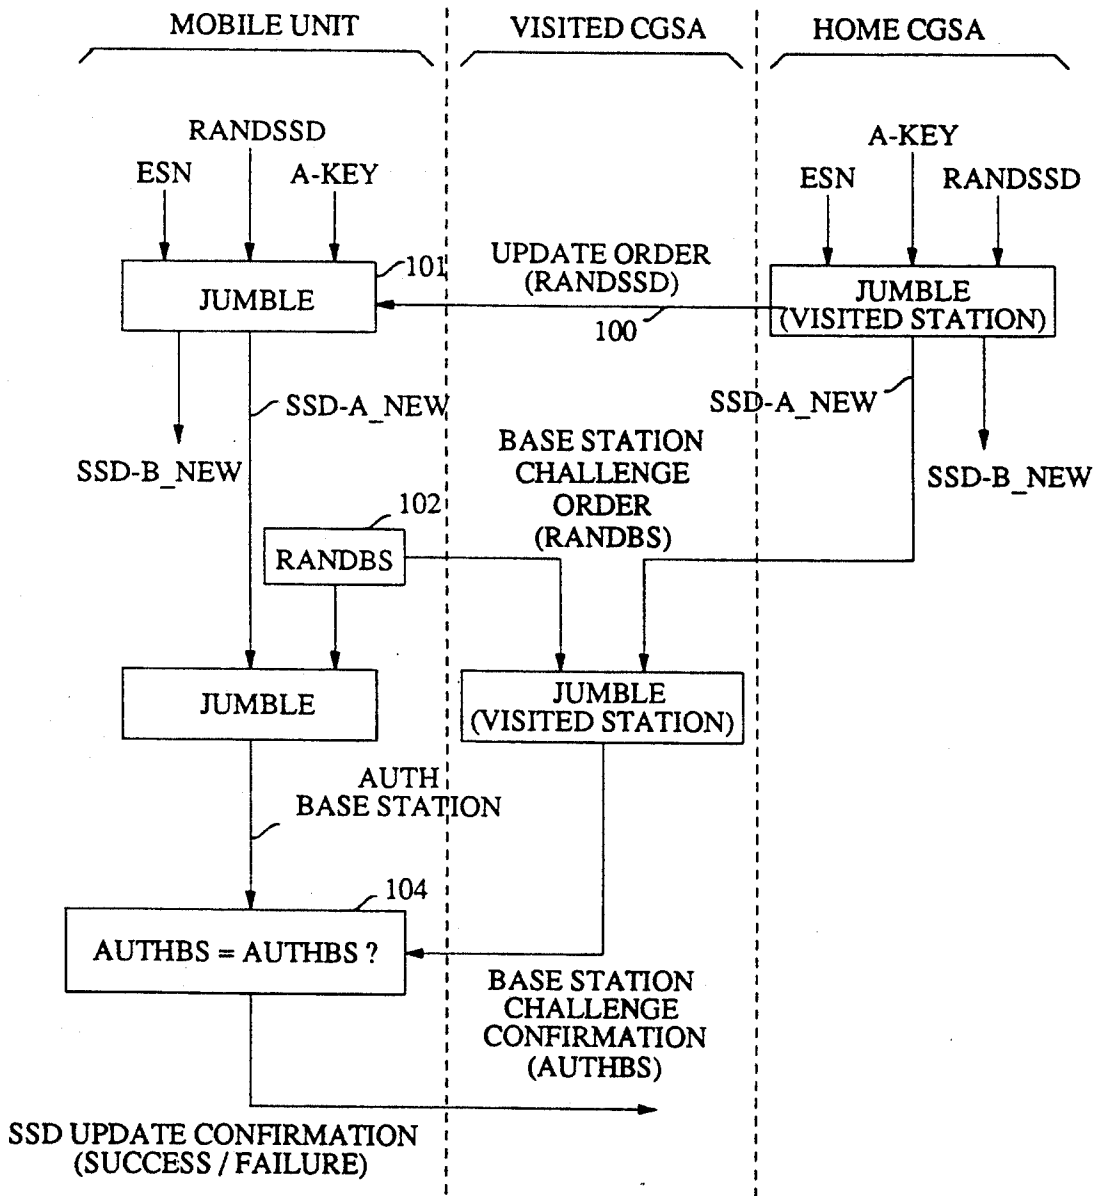 MOBILE UNIT
VISITED CGSA
HOME CGSA
RANDSSD
ESN
A-KEY
A-KEY
ESN
RANDSSD
101
JUMBLE
UPDATE ORDER
(RANDSSD)
100
JUMBLE
(VISITED STATION)
SSD-A_NEW
SSD-B_NEW
SSD-A_NEW
SSD-B_NEW
BASE STATION
CHALLENGE
ORDER
(RANDBS)
102
RANDBS
JUMBLE
JUMBLE
(VISITED STATION)
AUTH
BASE STATION
104
AUTHBS = AUTHBS ?
BASE STATION
CHALLENGE
CONFIRMATION
(AUTHBS)
SSD UPDATE CONFIRMATION
(SUCCESS / FAILURE)